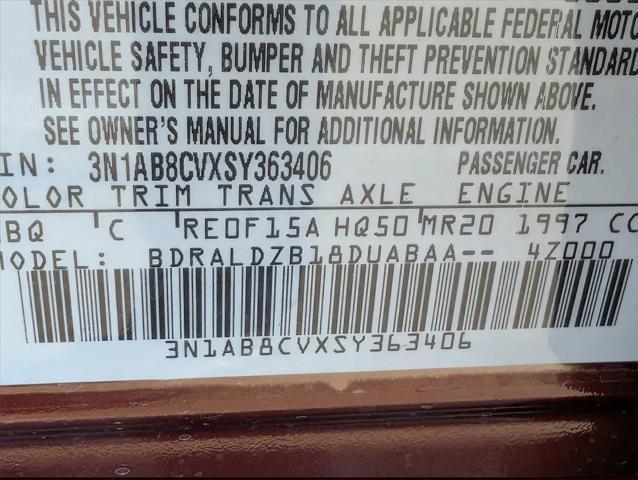 THIS VEHICLE CONFORMS TO ALL APPLICABLE FEDERAL MOTO
VEHICLE SAFETY, BUMPER AND THEFT PREVENTION STANDARD
IN EFFECT ON THE DATE OF MANUFACTURE SHOWN ABOVE.
SEE OWNER'S MANUAL FOR ADDITIONAL INFORMATION.
IN: 3N1AB8CVXSY363406 PASSENGER CAR.
OLOR TRIM TRANS AXLE ENGINE
BQ C RE0F15A HQ50 MR20 1997 CC
ODEL: BDRALDZB18DUABAA-- 4Z000
3N1AB8CVXSY363406